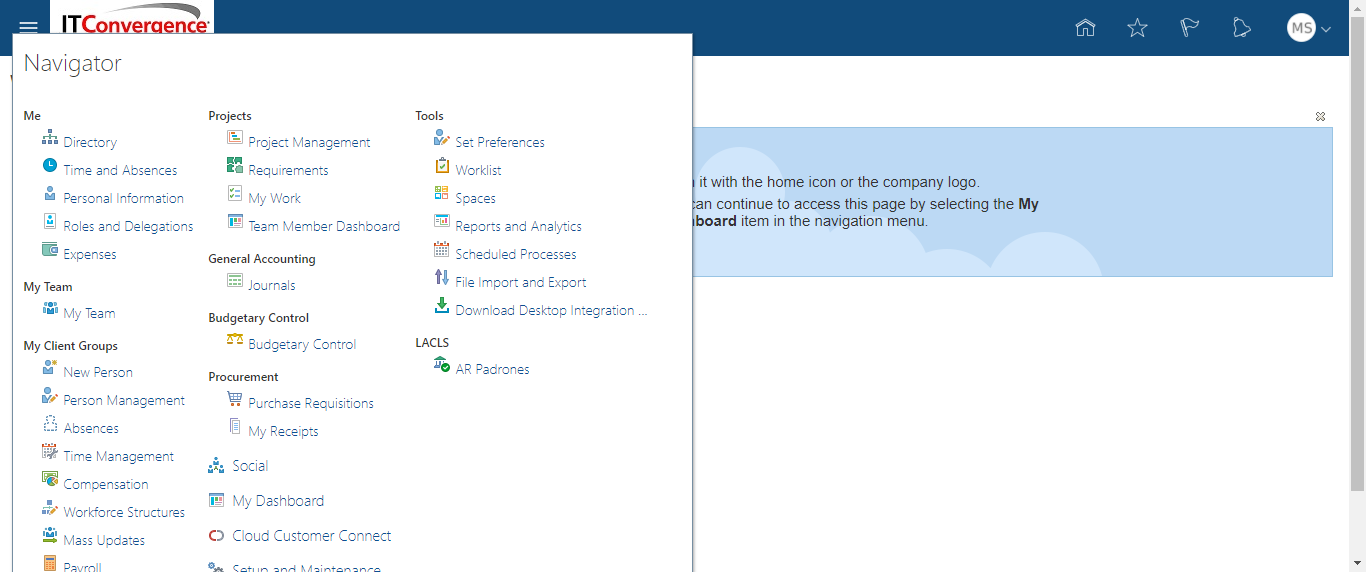 ITConvergence
MS
Navigator
Me
Directory
Time and Absences
Personal Information
Roles and Delegations
Expenses
My Team
My Team
My Client Groups
New Person
Person Management
Absences
Time Management
Compensation
Workforce Structures
Mass Updates
Payroll
Projects
Project Management
Requirements
My Work
Team Member Dashboard
General Accounting
Journals
Budgetary Control
Budgetary Control
Procurement
Purchase Requisitions
My Receipts
Social
My Dashboard
Cloud Customer Connect
Setup and Maintenance
Tools
Set Preferences
Worklist
Spaces
Reports and Analytics
Scheduled Processes
File Import and Export
Download Desktop Integration ...
LACLS
AR Padrones
it with the home icon or the company logo.
can continue to access this page by selecting the My
board item in the navigation menu.